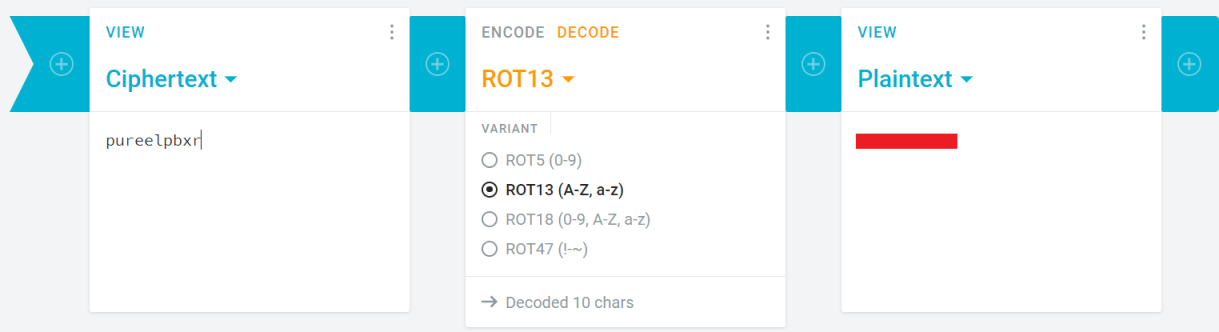 VIEW
Ciphertext
pureelpbxr
ENCODE DECODE
ROT13
VARIANT
ROT5 (0-9)
ROT13 (A-Z, a-z)
ROT18 (0-9, A-Z, a-z)
ROT47 (!-~)
→ Decoded 10 chars
VIEW
Plaintext